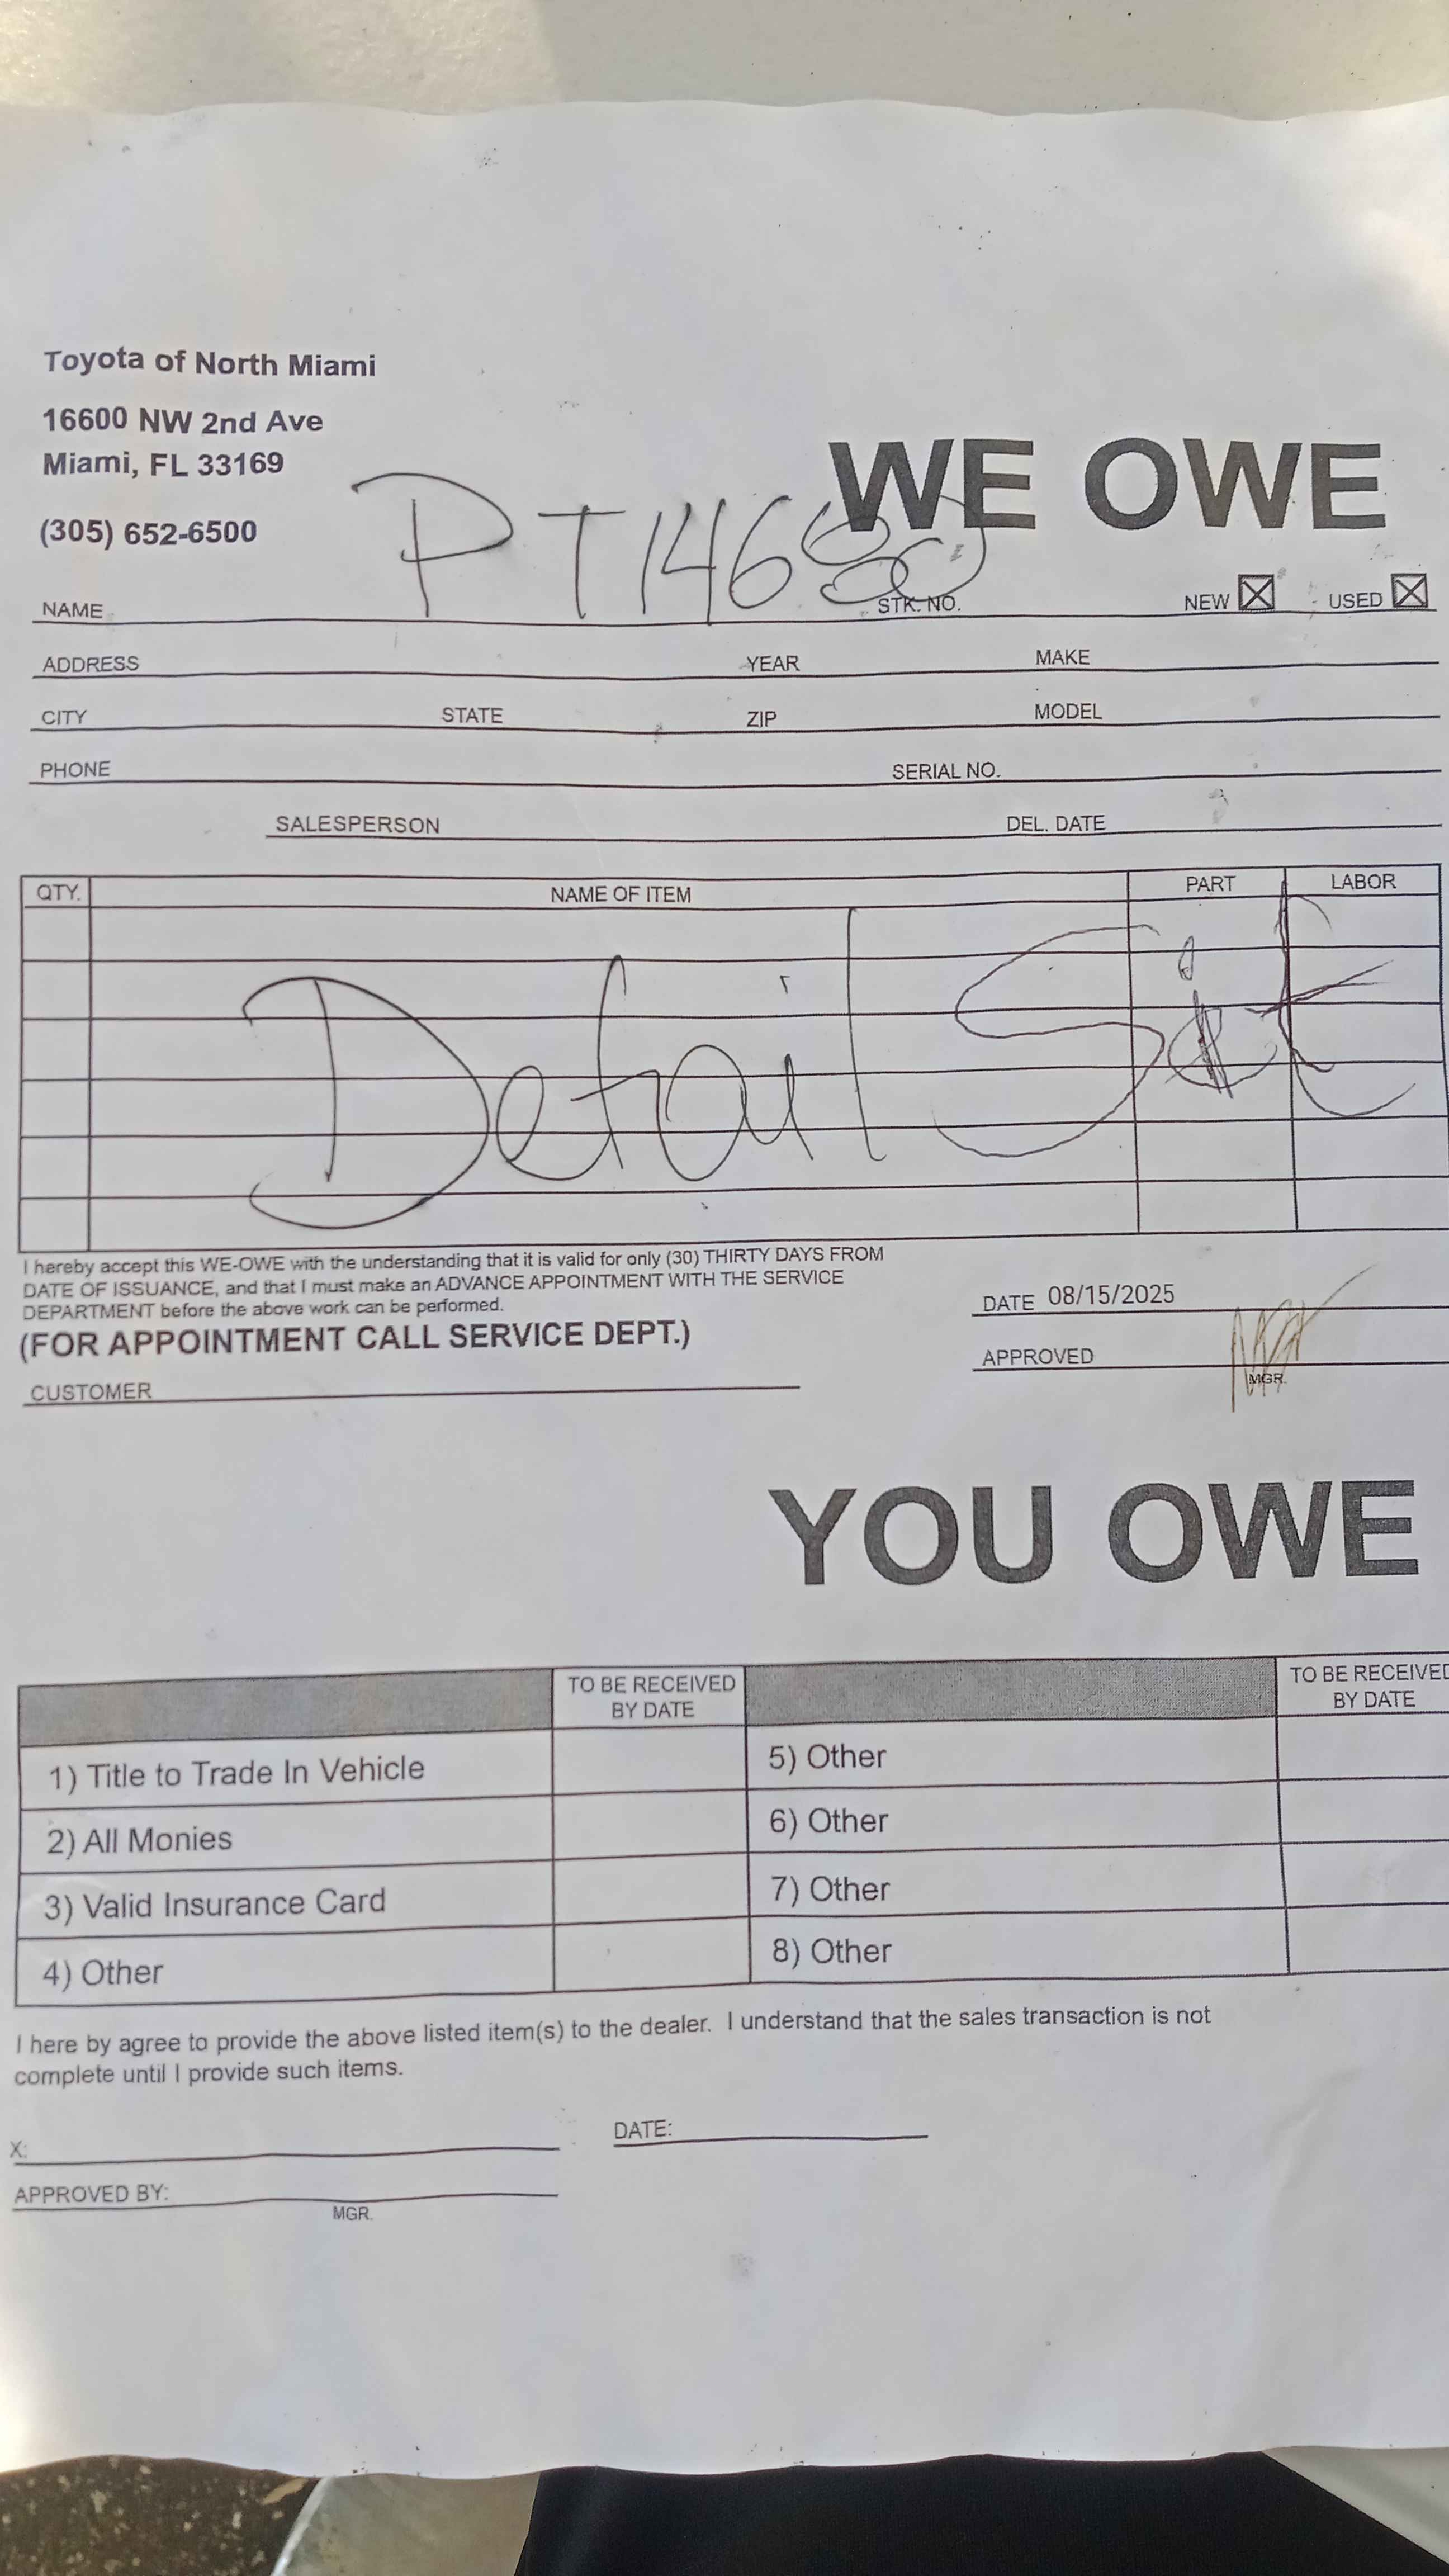 Toyota of North Miami
16600 NW 2nd Ave
Miami, FL 33169
(305) 652-6500
WE OWE
NAME STK. NO. NEW ☒ USED ☒
ADDRESS YEAR MAKE
CITY STATE ZIP MODEL
PHONE SERIAL NO.
SALESPERSON DEL. DATE
QTY. NAME OF ITEM PART LABOR
Detail
I hereby accept this WE-OWE with the understanding that it is valid for only (30) THIRTY DAYS FROM
DATE OF ISSUANCE, and that I must make an ADVANCE APPOINTMENT WITH THE SERVICE
DEPARTMENT before the above work can be performed.
(FOR APPOINTMENT CALL SERVICE DEPT.)
DATE 08/15/2025
APPROVED
MGR.
CUSTOMER
YOU OWE
TO BE RECEIVED BY DATE TO BE RECEIVED BY DATE
1) Title to Trade In Vehicle 5) Other
2) All Monies 6) Other
3) Valid Insurance Card 7) Other
4) Other 8) Other
I here by agree to provide the above listed item(s) to the dealer. I understand that the sales transaction is not
complete until I provide such items.
X: DATE:
APPROVED BY:
MGR.